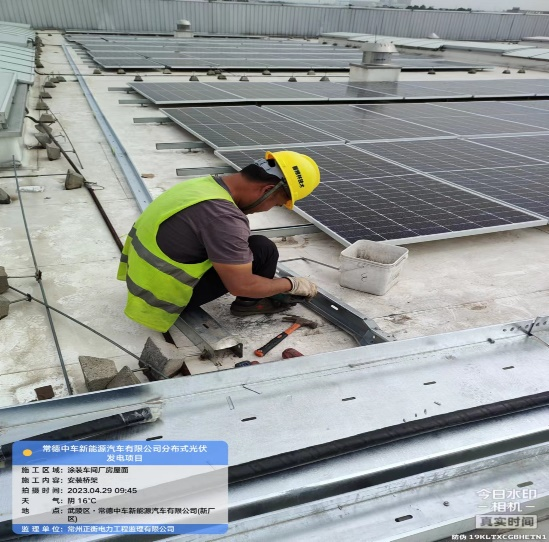 常德中车新能源汽车有限公司分布式光伏
发电项目
施工区域：涂装车间厂房屋面
施工内容：安装桥架
拍摄时间：2023.04.29 09:45
天　　气：阴 16℃
地　　点：武陵区·常德中车新能源汽车有限公司(新厂
区)
监理单位：常州正衡电力工程监理有限公司
今日水印
相机
真实时间
防伪 19KLTXCGBHETN1